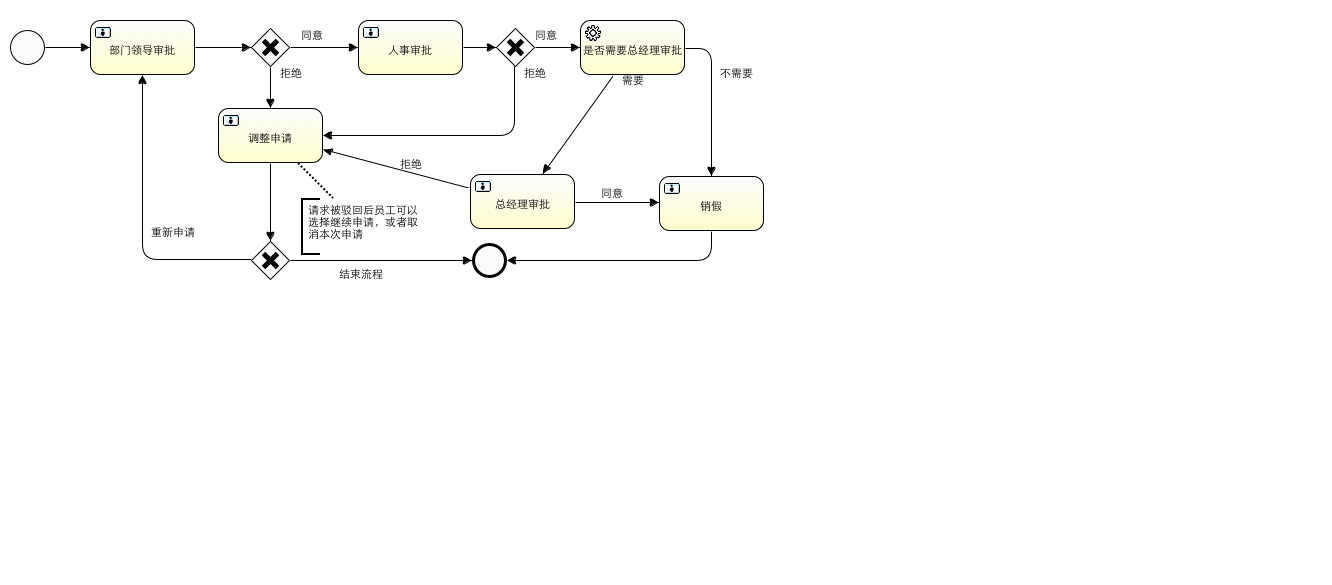 部门领导审批
同意
人事审批
同意
是否需要总经理审批
拒绝
拒绝
需要
不需要
调整申请
拒绝
总经理审批
同意
销假
请求被驳回后员工可以
选择继续申请，或者取
消本次申请
重新申请
结束流程